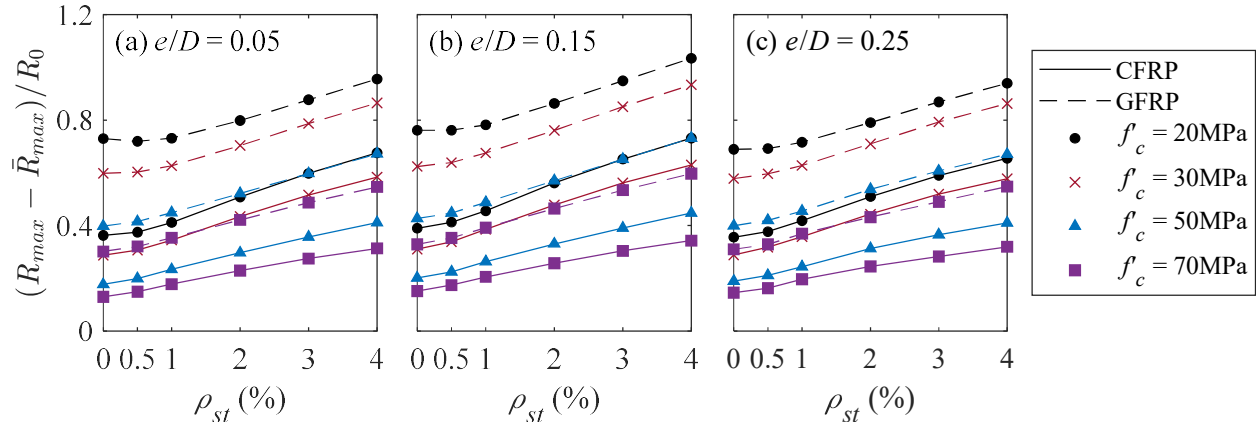 (R_max − R̄_max)/R_0
1.2
0.8
0.4
0
(a) e/D = 0.05
(b) e/D = 0.15
(c) e/D = 0.25
0 0.5 1 2 3 4
0 0.5 1 2 3 4
0 0.5 1 2 3 4
ρ_st (%)
ρ_st (%)
ρ_st (%)
CFRP
GFRP
f′_c = 20MPa
f′_c = 30MPa
f′_c = 50MPa
f′_c = 70MPa